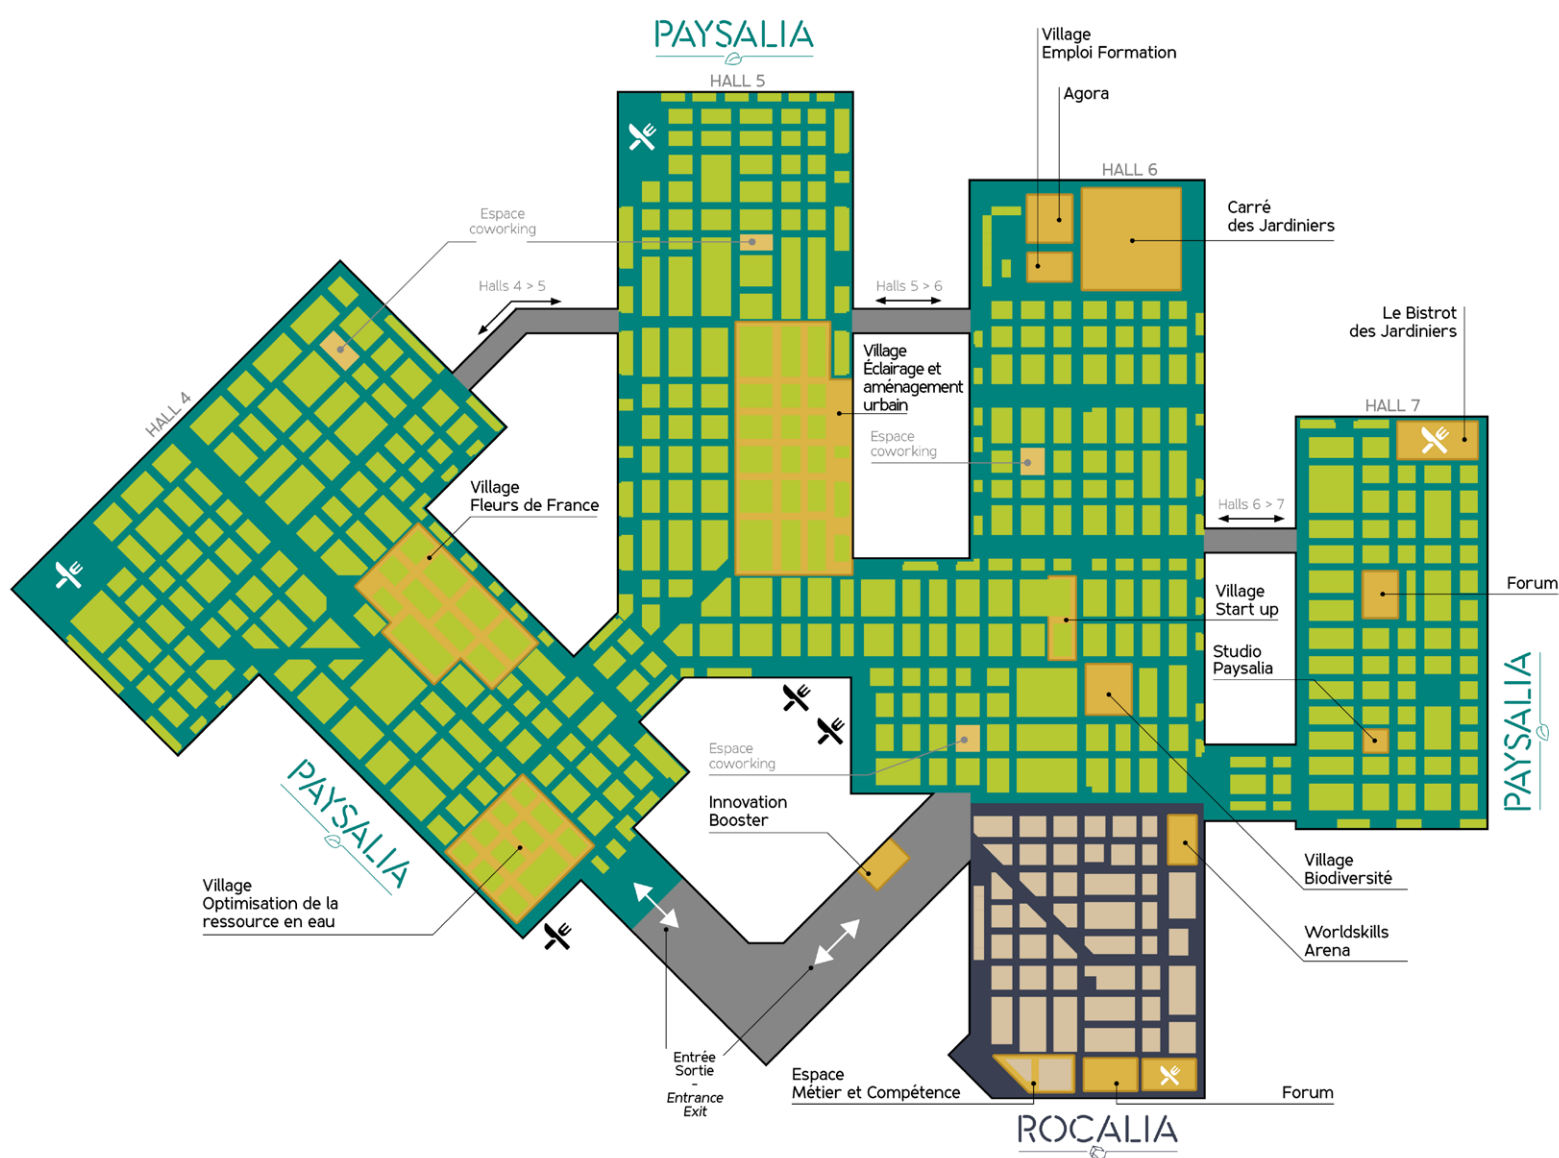 PAYSALIA
HALL 5
Village
Emploi Formation
Agora
HALL 6
Carré
des Jardiniers
Espace
coworking
Halls 4 > 5
Halls 5 > 6
Le Bistrot
des Jardiniers
HALL 4
Village
Éclairage et
aménagement
urbain
Espace
coworking
HALL 7
Village
Fleurs de France
Halls 6 > 7
Forum
Village
Start up
Studio
Paysalia
PAYSALIA
Espace
coworking
PAYSALIA
Innovation
Booster
Village
Optimisation de la
ressource en eau
Village
Biodiversité
Worldskills
Arena
Entrée
Sortie
-
Entrance
Exit
Espace
Métier et Compétence
Forum
ROCALIA